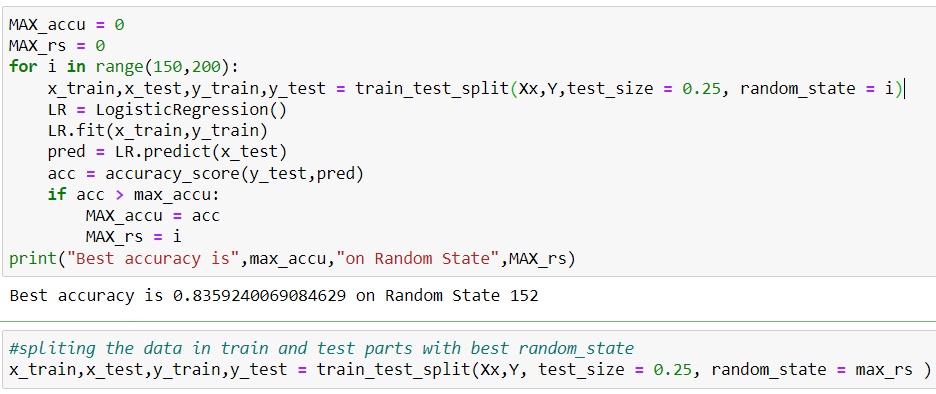 MAX_accu = 0
MAX_rs = 0
for i in range(150,200):
    x_train,x_test,y_train,y_test = train_test_split(Xx,Y,test_size = 0.25, random_state = i)
    LR = LogisticRegression()
    LR.fit(x_train,y_train)
    pred = LR.predict(x_test)
    acc = accuracy_score(y_test,pred)
    if acc > max_accu:
        MAX_accu = acc
        MAX_rs = i
print("Best accuracy is",max_accu,"on Random State",MAX_rs)
Best accuracy is 0.8359240069084629 on Random State 152
#spliting the data in train and test parts with best random_state
x_train,x_test,y_train,y_test = train_test_split(Xx,Y, test_size = 0.25, random_state = max_rs )